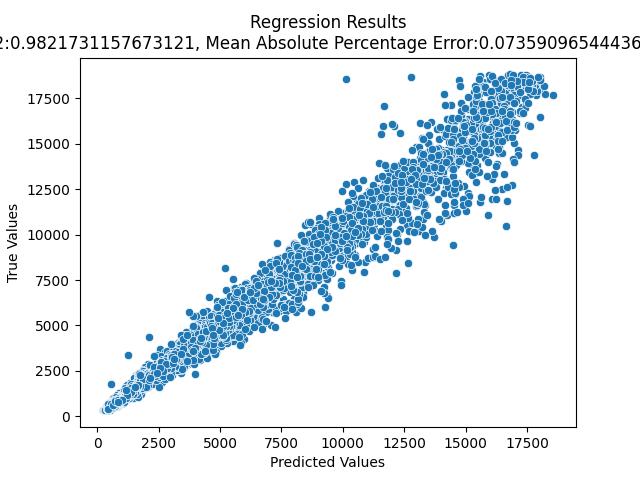 Regression Results
2:0.9821731157673121, Mean Absolute Percentage Error:0.07359096544436
17500
15000
12500
10000
7500
5000
2500
0
True Values
0 2500 5000 7500 10000 12500 15000 17500
Predicted Values